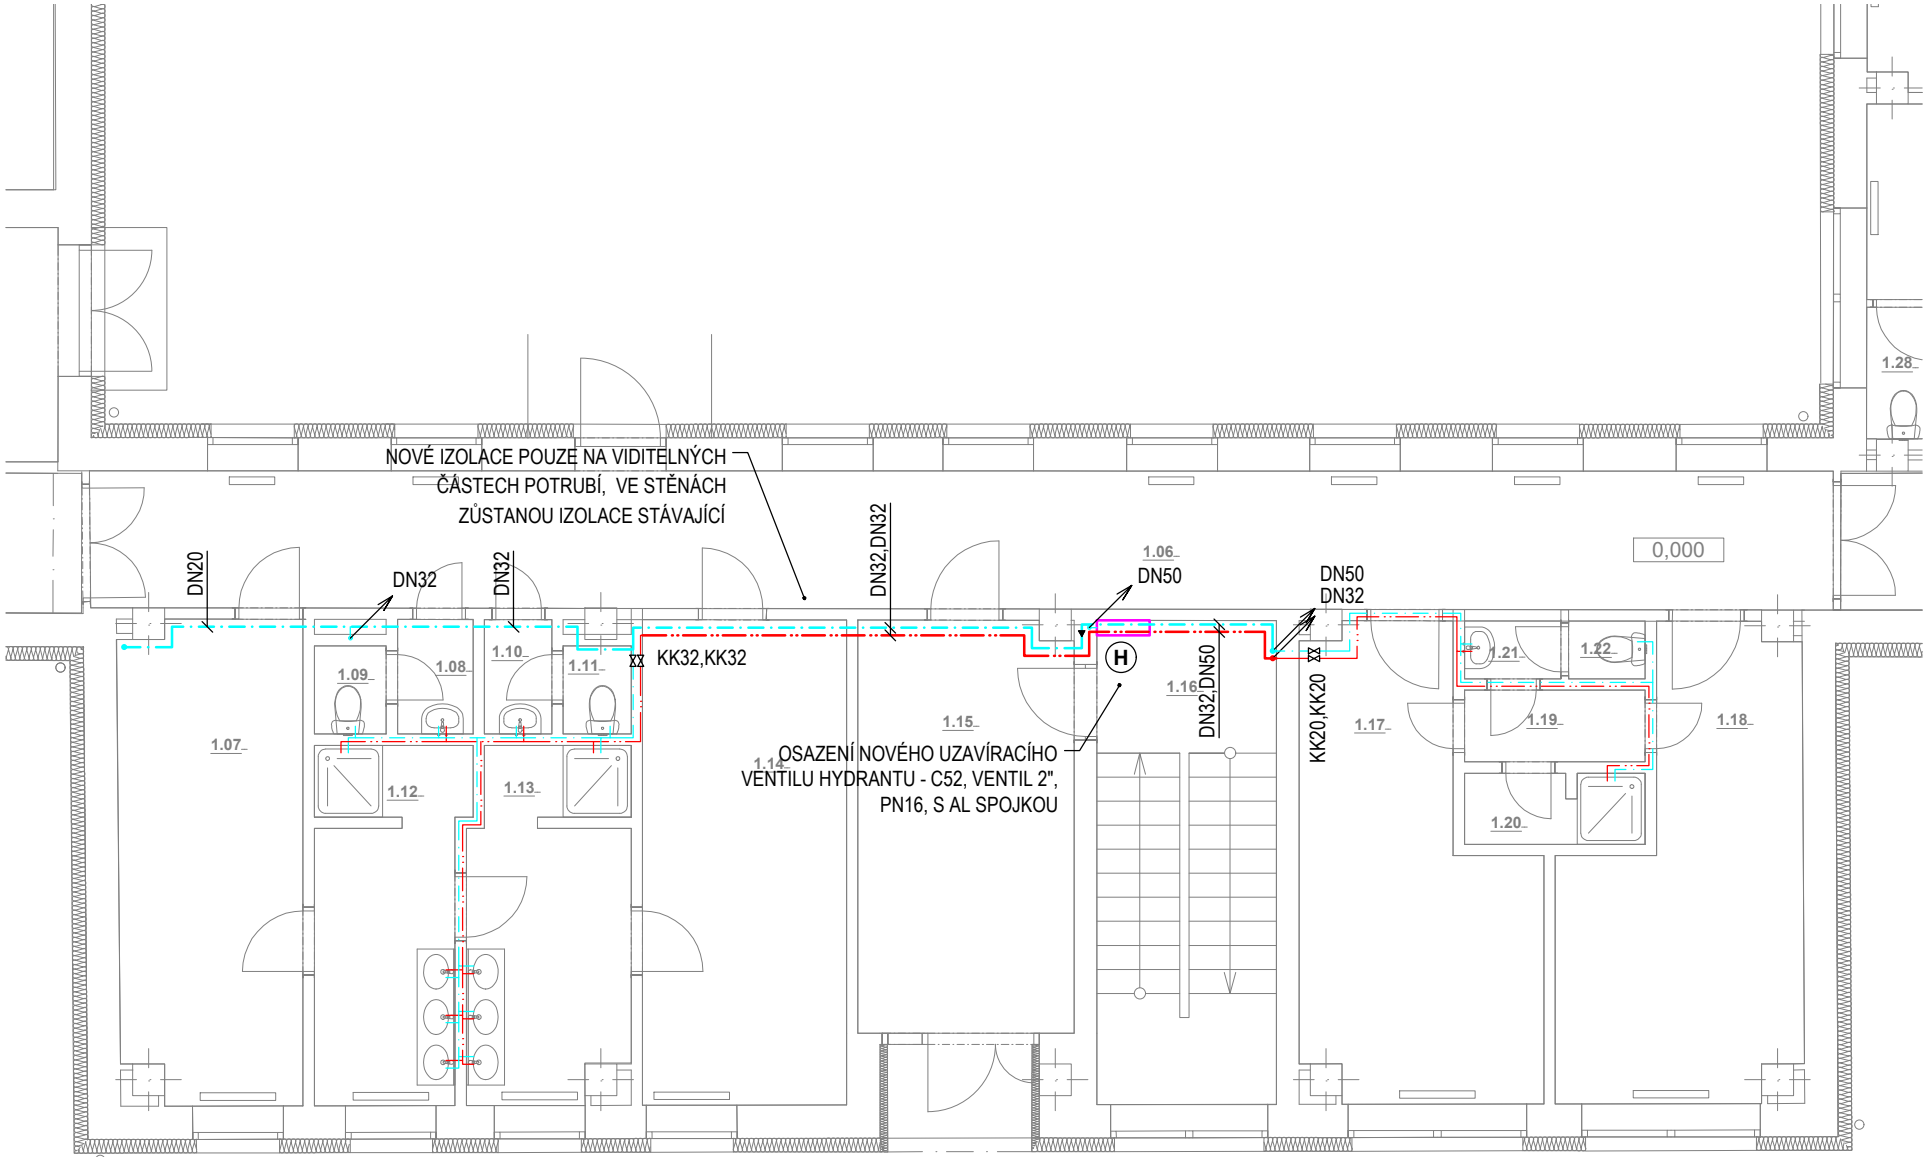 1.28
NOVÉ IZOLACE POUZE NA VIDITELNÝCH
ČÁSTECH POTRUBÍ, VE STĚNÁCH
ZŮSTANOU IZOLACE STÁVAJÍCÍ
DN20
DN32
DN32
DN32,DN32
1.06
DN50
DN50
DN32
0,000
1.09
1.08
1.10
1.11
KK32,KK32
H
1.16
DN32,DN50
KK20,KK20
1.21
1.22
1.07
1.15
1.17
1.19
1.18
1.12
1.13
1.14
OSAZENÍ NOVÉHO UZAVÍRACÍHO
VENTILU HYDRANTU - C52, VENTIL 2",
PN16, S AL SPOJKOU
1.20